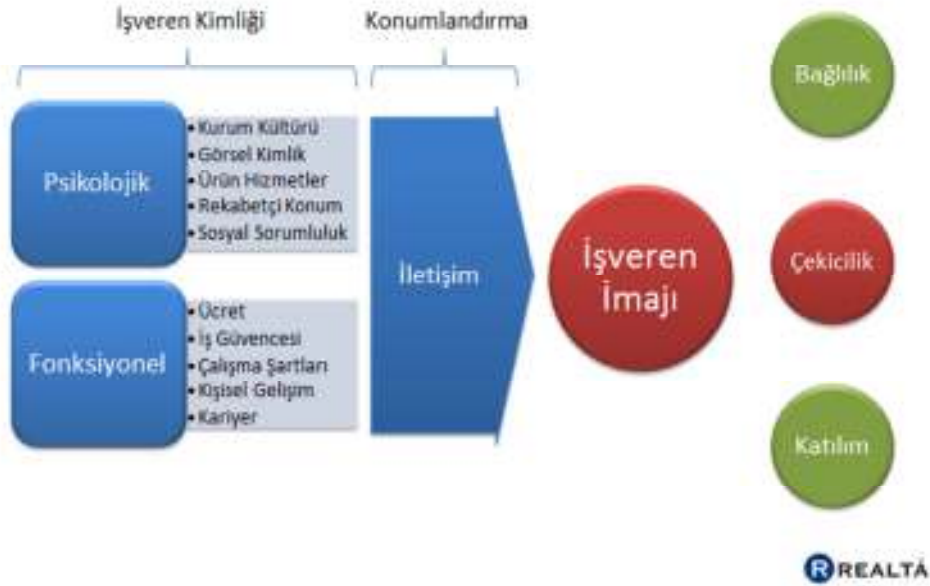 İşveren Kimliği
Konumlandırma
Psikolojik
• Kurum Kültürü
• Görsel Kimlik
• Ürün Hizmetler
• Rekabetçi Konum
• Sosyal Sorumluluk
Fonksiyonel
• Ücret
• İş Güvencesi
• Çalışma Şartları
• Kişisel Gelişim
• Kariyer
İletişim
İşveren
İmajı
Bağlılık
Çekicilik
Katılım
R REALTÀ